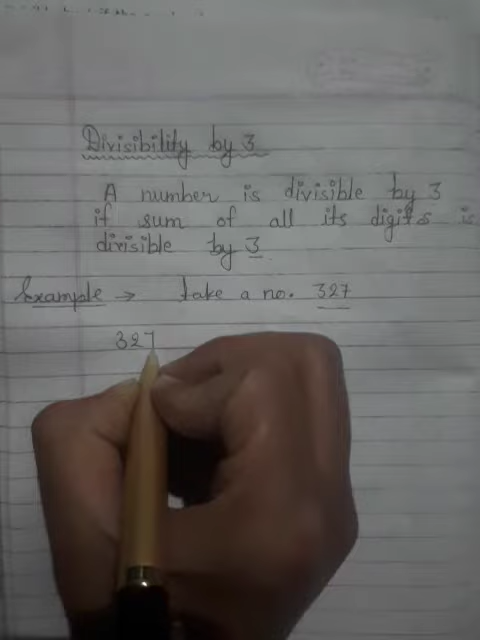 Divisibility by 3
A number is divisible by 3
if sum of all its digits is
divisible by 3
Example → take a no. 327
327